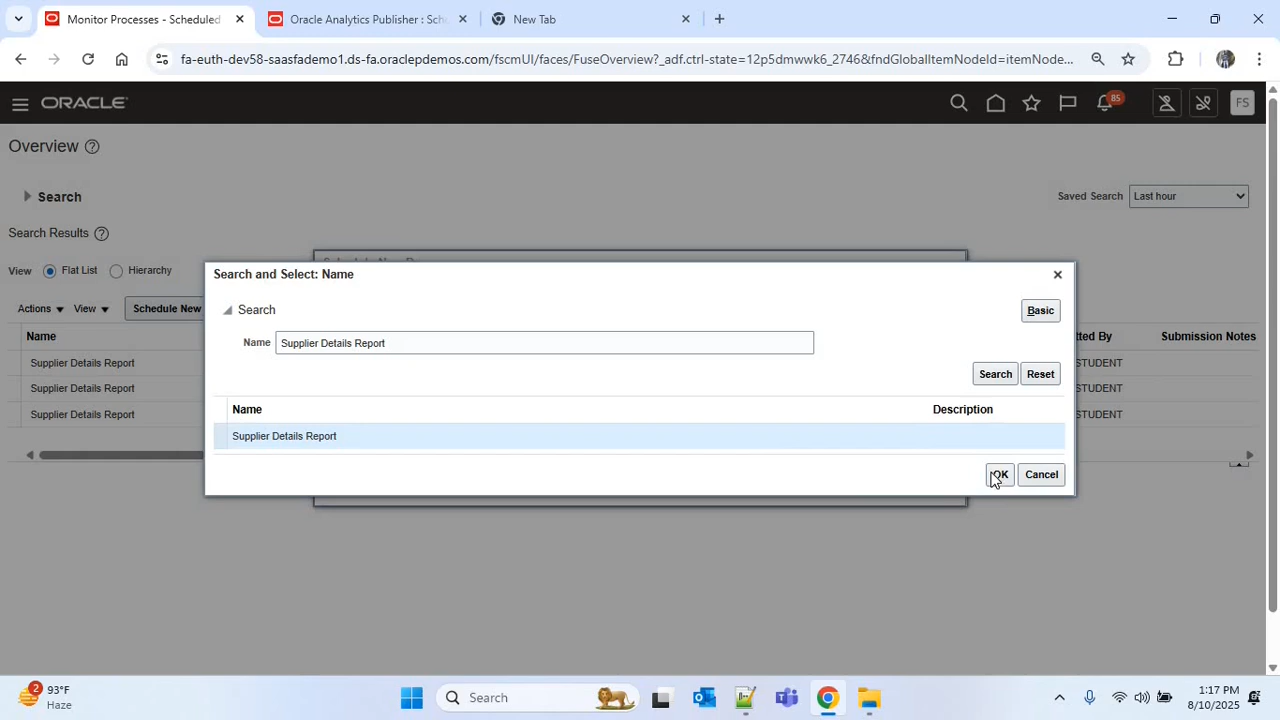 Monitor Processes - Scheduled
Oracle Analytics Publisher : Sch
New Tab
fa-euth-dev58-saasfademo1.ds-fa.oraclepdemos.com/fscmUI/faces/FuseOverview?_adf.ctrl-state=12p5dmwwk6_2746&fndGlobalItemNodeId=itemNode...
ORACLE
85
FS
Overview
Search
Saved Search
Last hour
Search Results
View
Flat List
Hierarchy
Actions
View
Schedule New
Name
Supplier Details Report
Supplier Details Report
Supplier Details Report
tted By
Submission Notes
STUDENT
STUDENT
STUDENT
Search and Select: Name
Search
Basic
Name
Supplier Details Report
Search
Reset
Name
Description
Supplier Details Report
OK
Cancel
2
93°F
Haze
Search
1:17 PM
8/10/2025